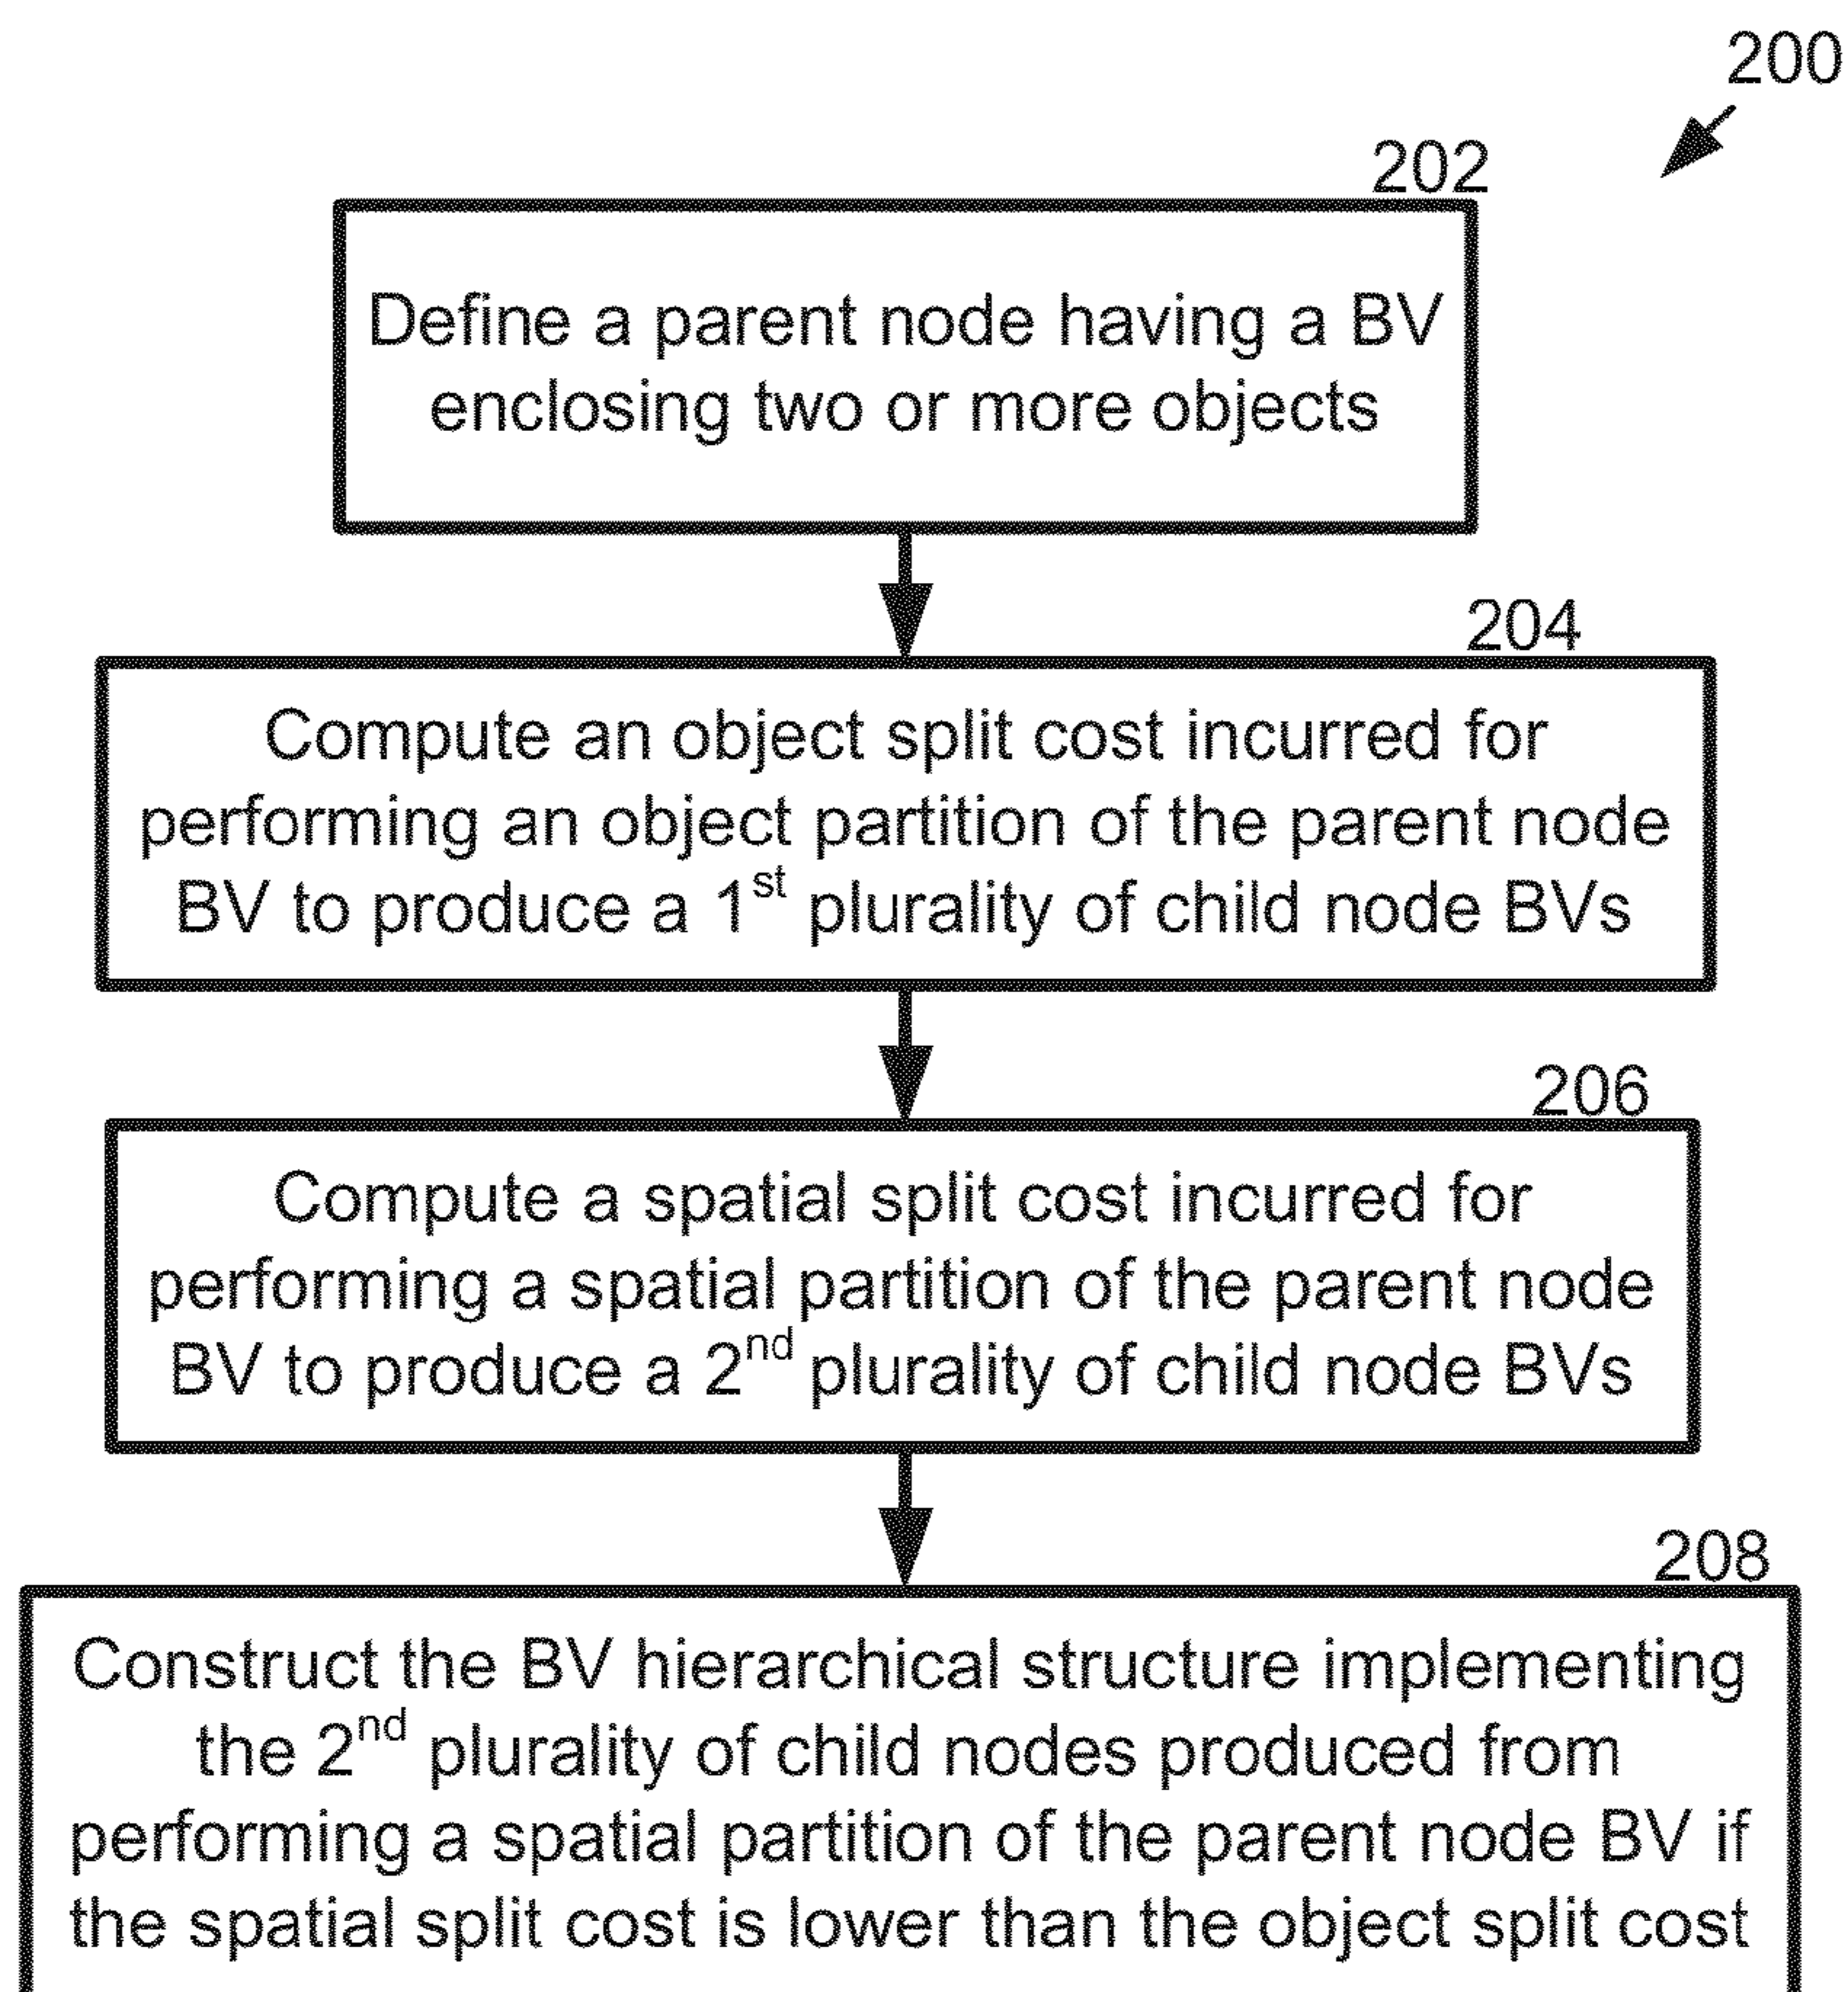 200
202
Define a parent node having a BV
enclosing two or more objects
204
Compute an object split cost incurred for
performing an object partition of the parent node
BV to produce a 1st plurality of child node BVs
206
Compute a spatial split cost incurred for
performing a spatial partition of the parent node
BV to produce a 2nd plurality of child node BVs
208
Construct the BV hierarchical structure implementing
the 2nd plurality of child nodes produced from
performing a spatial partition of the parent node BV if
the spatial split cost is lower than the object split cost